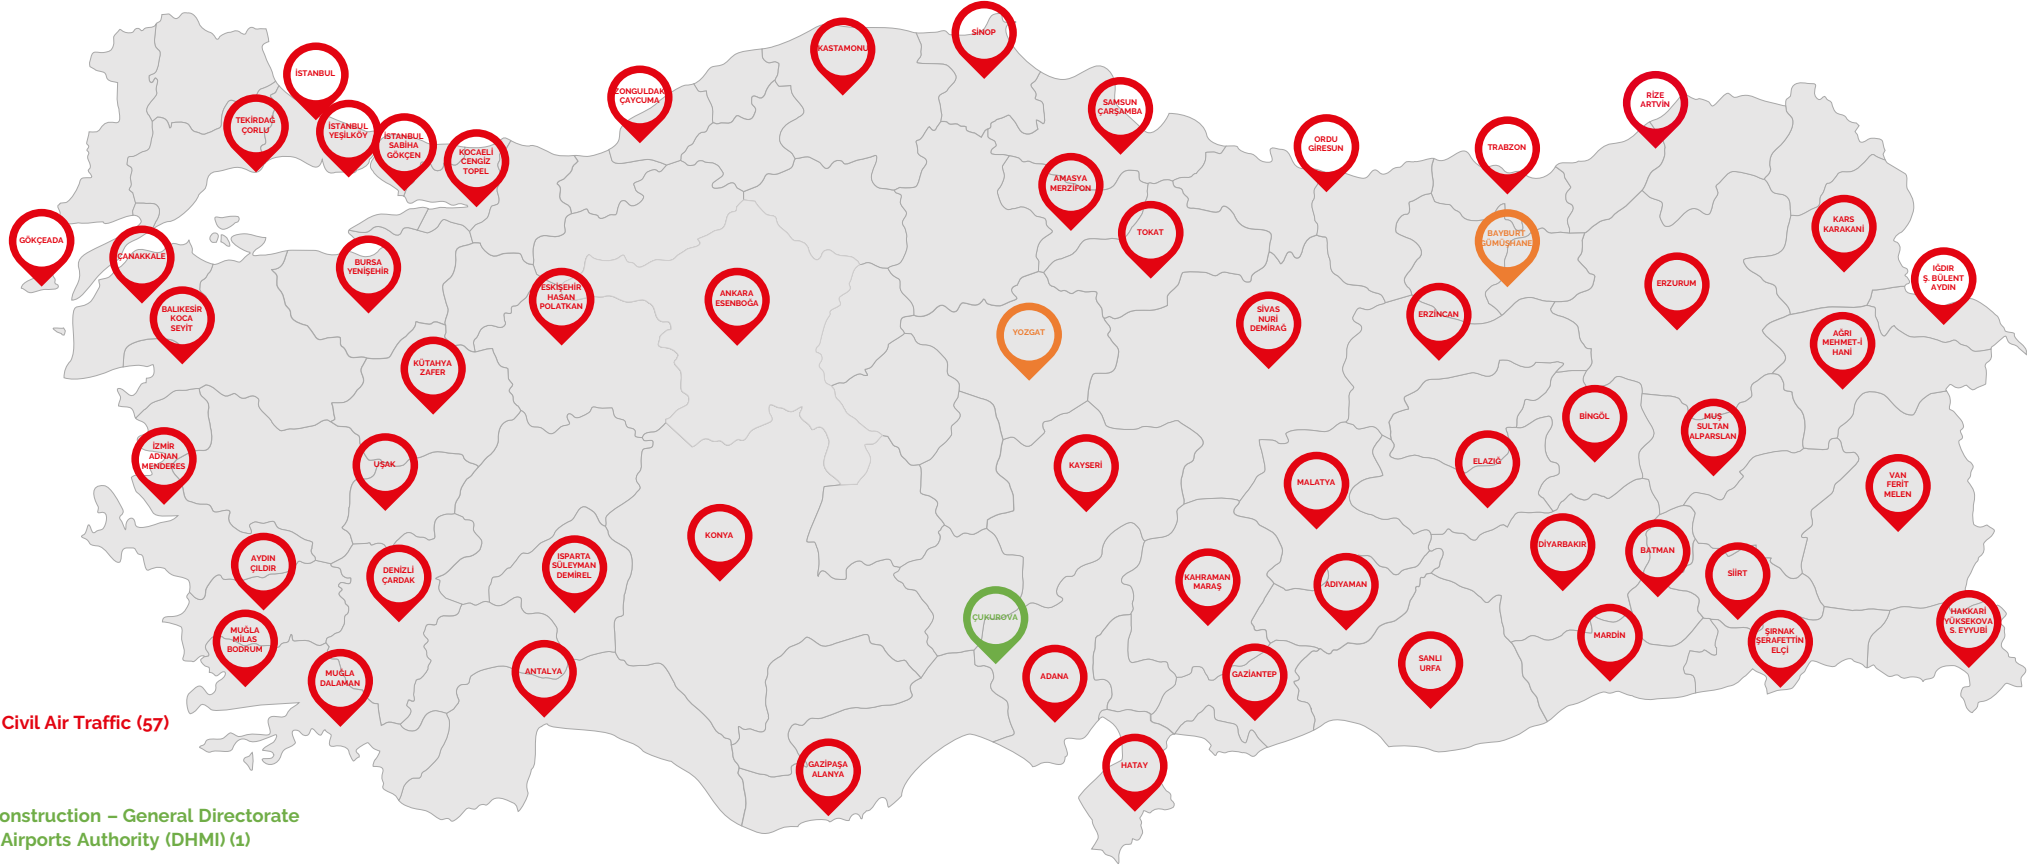 SİNOP
KASTAMONU
İSTANBUL
ZONGULDAK
ÇAYCUMA
RİZE
ARTVİN
SAMSUN
ÇARŞAMBA
TEKİRDAĞ
ÇORLU
İSTANBUL
YEŞİLKÖY
İSTANBUL
SABİHA
GÖKÇEN
KOCAELİ
CENGİZ
TOPEL
ORDU
GİRESUN
TRABZON
AMASYA
MERZİFON
TOKAT
KARS
KARAKANİ
GÖKÇEADA
ÇANAKKALE
BAYBURT
GÜMÜŞHANE
BURSA
YENİŞEHİR
IĞDIR
Ş. BÜLENT
AYDIN
ESKİŞEHİR
HASAN
POLATKAN
ANKARA
ESENBOĞA
ERZURUM
BALIKESİR
KOCA
SEYİT
SİVAS
NURİ
DEMİRAĞ
ERZİNCAN
YOZGAT
AĞRI
MEHMET-İ
HANİ
KÜTAHYA
ZAFER
BİNGÖL
MUŞ
SULTAN
ALPARSLAN
İZMİR
ADNAN
MENDERES
UŞAK
KAYSERİ
ELAZIĞ
MALATYA
VAN
FERİT
MELEN
KONYA
DİYARBAKIR
BATMAN
AYDIN
ÇILDIR
DENİZLİ
ÇARDAK
ISPARTA
SÜLEYMAN
DEMİREL
SİİRT
KAHRAMAN
MARAŞ
ADIYAMAN
ÇUKUROVA
HAKKARİ
YÜKSEKOVA
S. EYYUBİ
MUĞLA
MİLAS
BODRUM
MARDİN
ŞIRNAK
ŞERAFETTİN
ELÇİ
MUĞLA
DALAMAN
ANTALYA
ADANA
GAZİANTEP
SANLI
URFA
Civil Air Traffic (57)
GAZİPAŞA
ALANYA
HATAY
onstruction – General Directorate
Airports Authority (DHMI) (1)